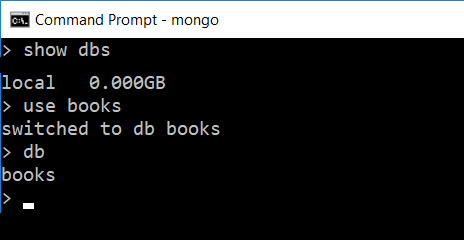 Command Prompt - mongo
> show dbs
local   0.000GB
> use books
switched to db books
> db
books
>